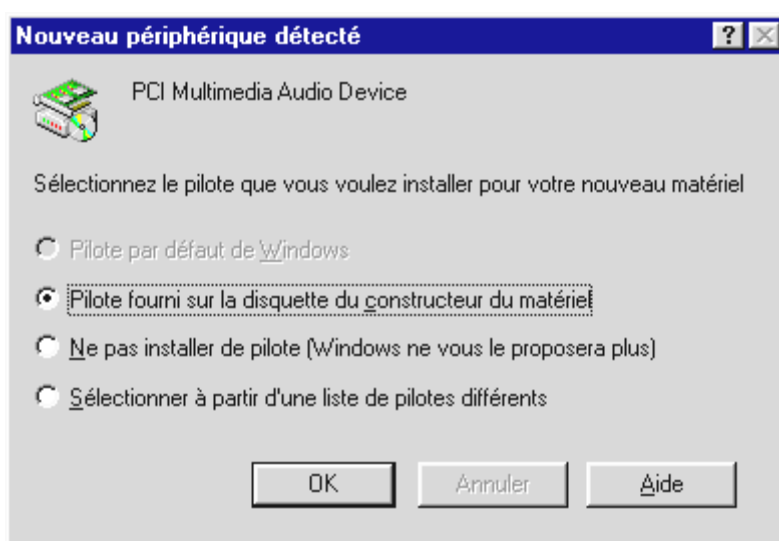 Nouveau périphérique détecté
PCI Multimedia Audio Device
Sélectionnez le pilote que vous voulez installer pour votre nouveau matériel
Pilote par défaut de Windows
Pilote fourni sur la disquette du constructeur du matériel
Ne pas installer de pilote (Windows ne vous le proposera plus)
Sélectionner à partir d'une liste de pilotes différents
OK Annuler Aide